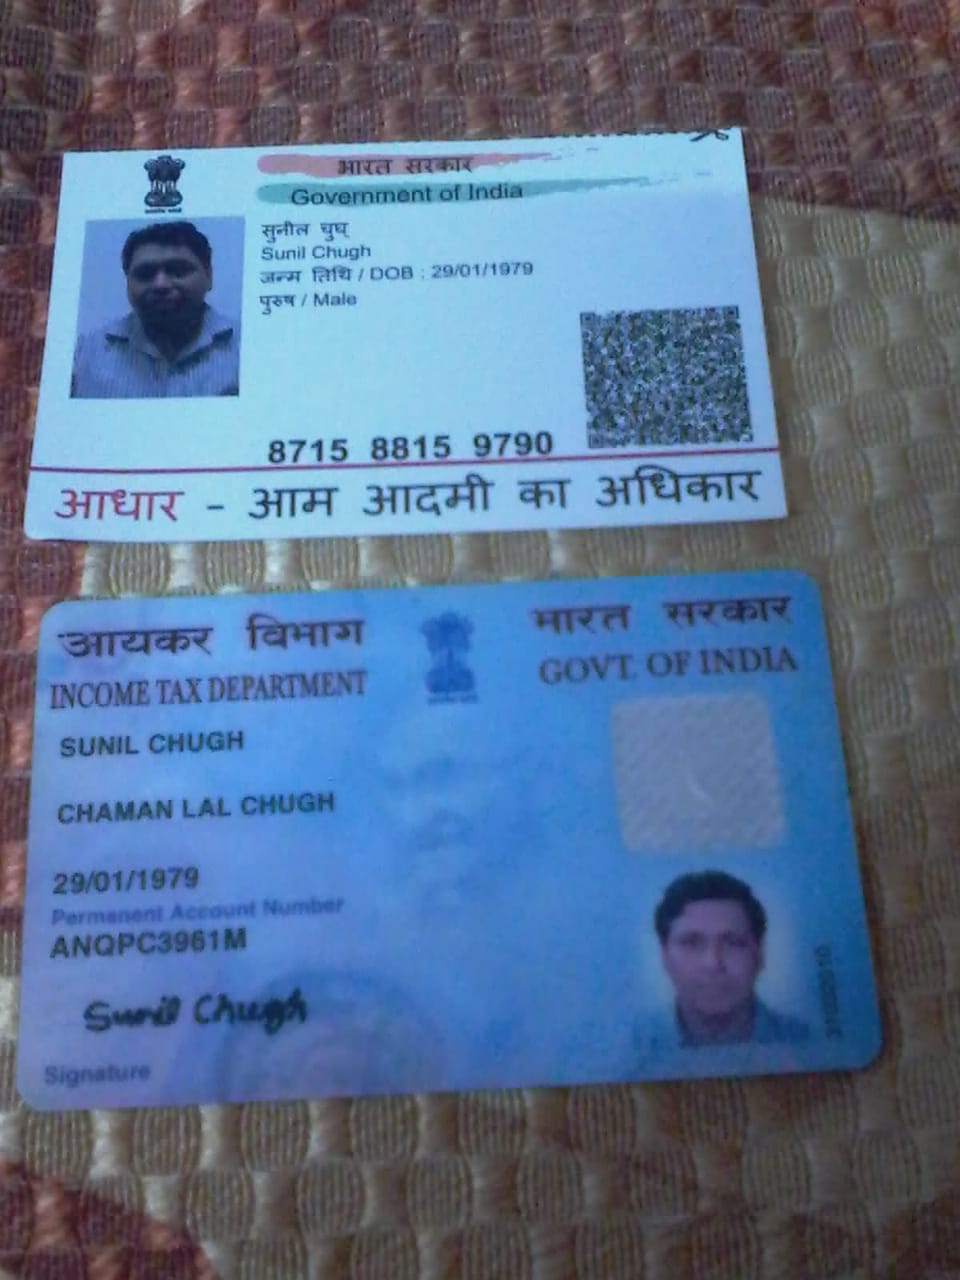 भारत सरकार
Government of India
सुनील चुघ
Sunil Chugh
जन्म तिथि / DOB : 29/01/1979
पुरुष / Male
8715 8815 9790
आधार - आम आदमी का अधिकार
आयकर विभाग
INCOME TAX DEPARTMENT
भारत सरकार
GOVT. OF INDIA
SUNIL CHUGH
CHAMAN LAL CHUGH
29/01/1979
Permanent Account Number
ANQPC3961M
Sunil Chugh
Signature